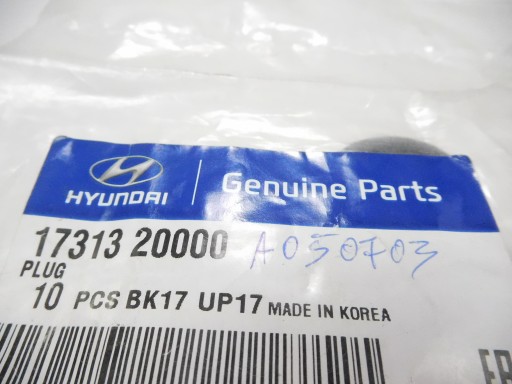 HYUNDAI Genuine Parts
17313 20000 A050703
PLUG
10 PCS BK17 UP17 MADE IN KOREA